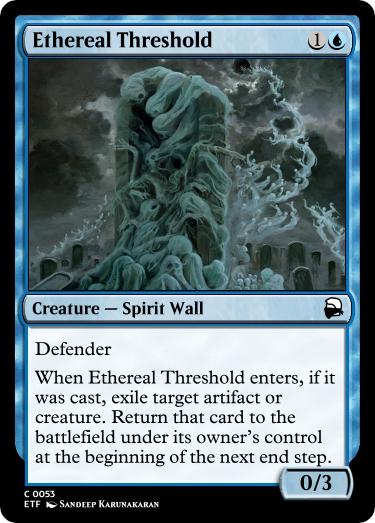 Ethereal Threshold 1
Creature — Spirit Wall
Defender
When Ethereal Threshold enters, if it
was cast, exile target artifact or
creature. Return that card to the
battlefield under its owner's control
at the beginning of the next end step.
0/3
C 0053
ETF Sandeep Karunakaran